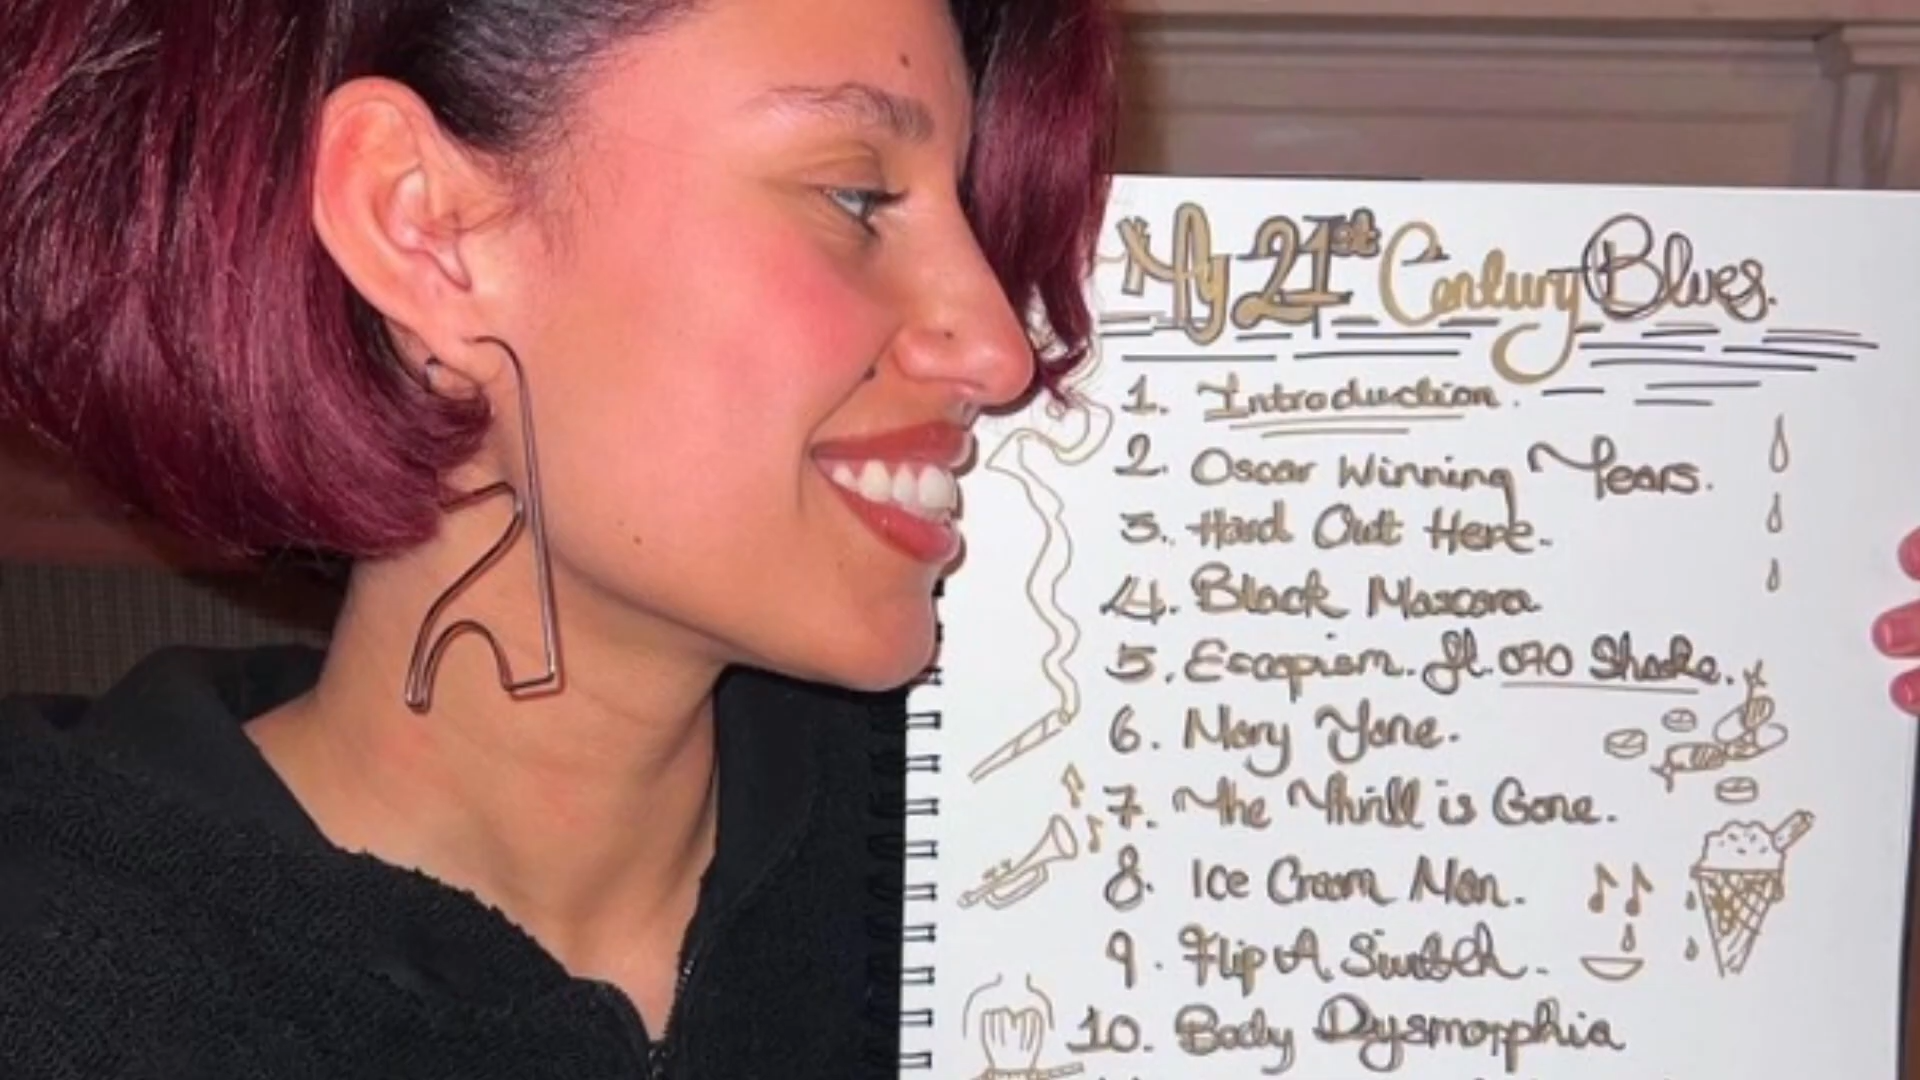 My 21st Century Blues.
1. Introduction.
2. Oscar Winning Tears.
3. Hard Out Here.
4. Black Mascara
5. Escapism. ft. 070 Shake.
6. Mary Jane.
7. The Thrill is Gone.
8. Ice Cream Man.
9. Flip A Switch.
10. Body Dysmorphia